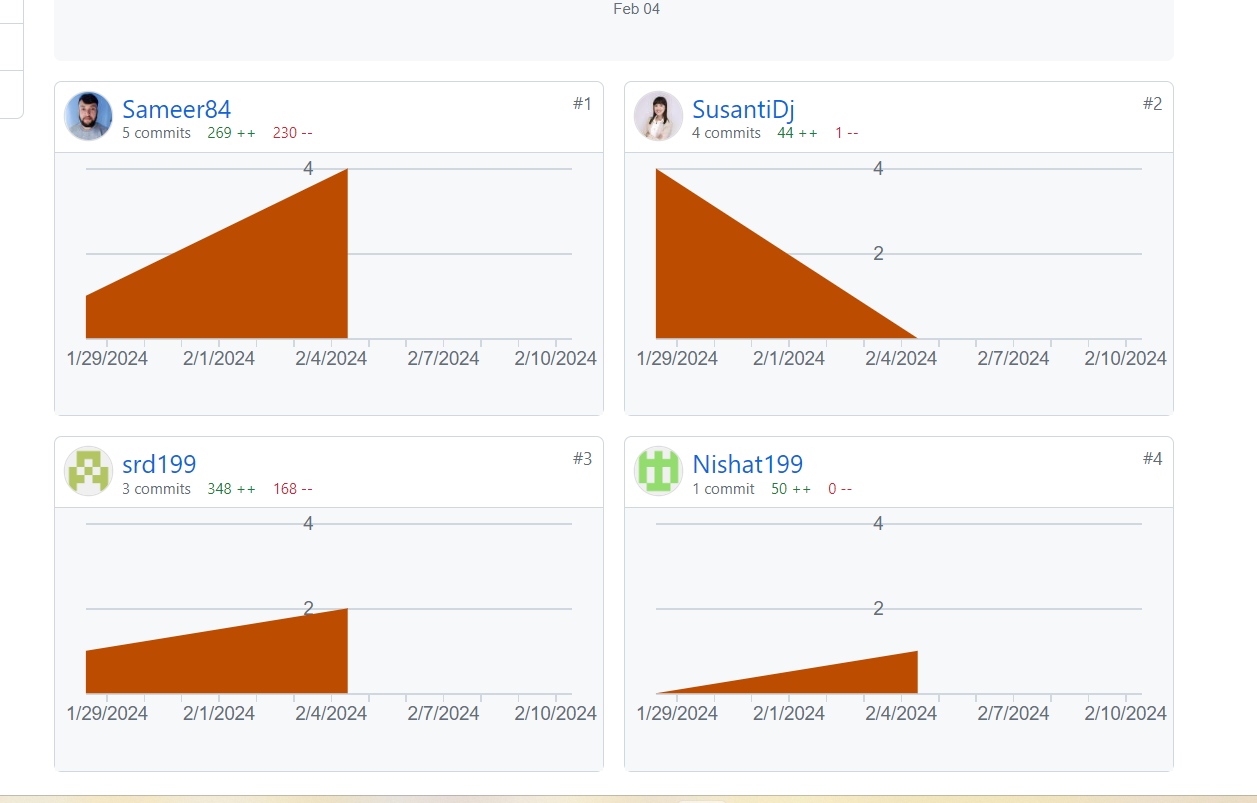 Feb 04
Sameer84 #1
5 commits 269 ++ 230 --
4
1/29/2024 2/1/2024 2/4/2024 2/7/2024 2/10/2024
SusantiDj #2
4 commits 44 ++ 1 --
4
2
1/29/2024 2/1/2024 2/4/2024 2/7/2024 2/10/2024
srd199 #3
3 commits 348 ++ 168 --
4
2
1/29/2024 2/1/2024 2/4/2024 2/7/2024 2/10/2024
Nishat199 #4
1 commit 50 ++ 0 --
4
2
1/29/2024 2/1/2024 2/4/2024 2/7/2024 2/10/2024